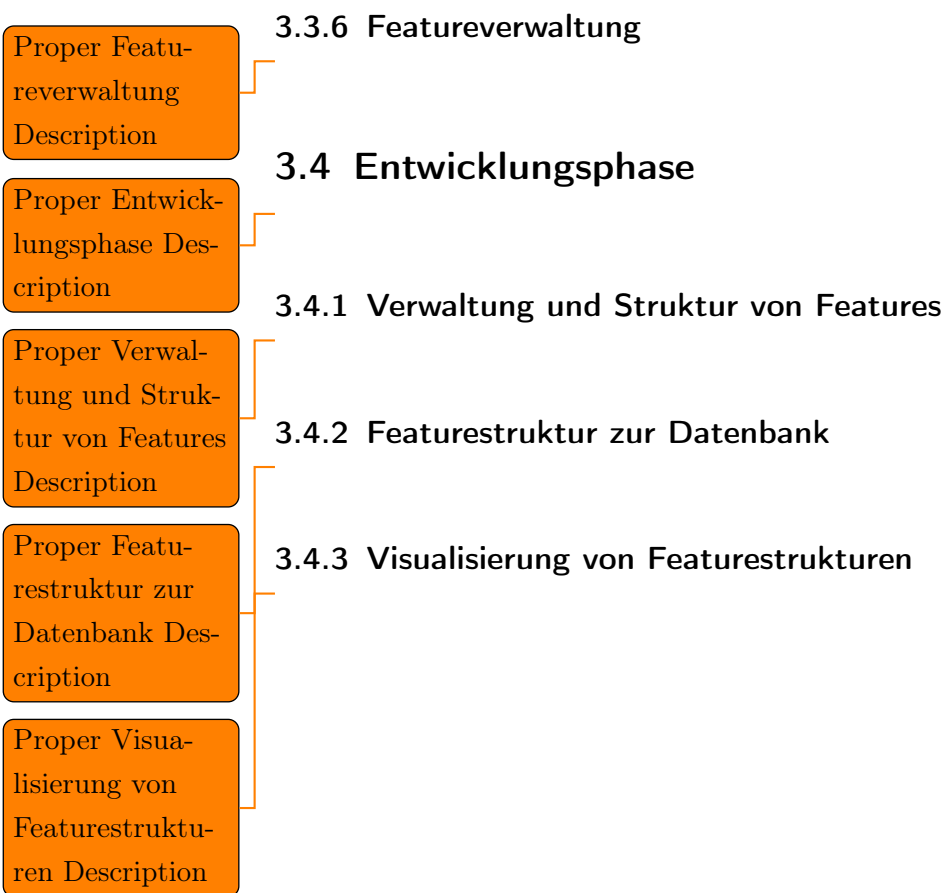 3.3.6 Featureverwaltung
Proper Featu-
reverwaltung
Description
3.4 Entwicklungsphase
Proper Entwick-
lungsphase Des-
cription
3.4.1 Verwaltung und Struktur von Features
Proper Verwal-
tung und Struk-
tur von Features
Description
3.4.2 Featurestruktur zur Datenbank
Proper Featu-
restruktur zur
Datenbank Des-
cription
3.4.3 Visualisierung von Featurestrukturen
Proper Visua-
lisierung von
Featurestruktu-
ren Description